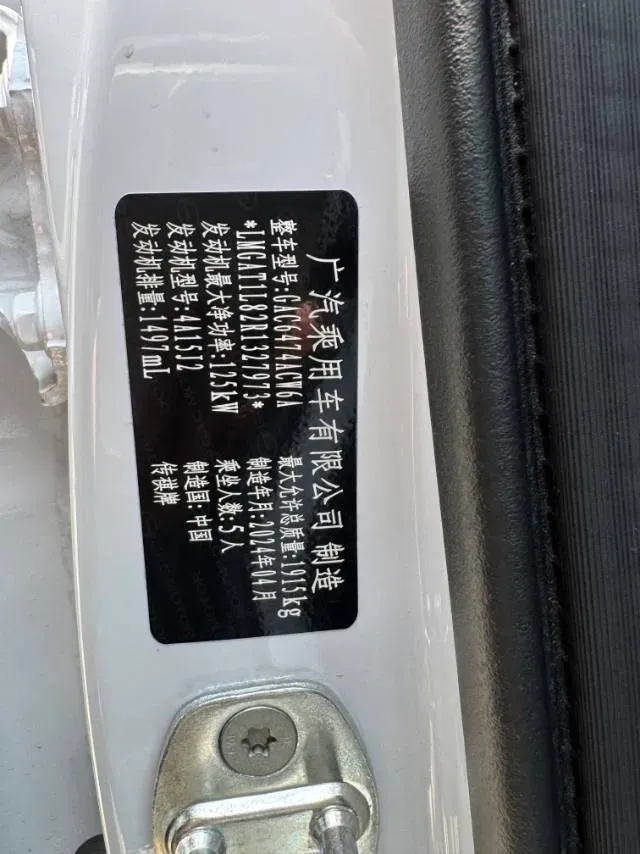 广汽乘用车有限公司 制造
整车型号:GAC6474ACW6A 最大允许总质量:1915kg
*LMGAT1L82R1327973* 制造年月:2024年04月
发动机最大净功率:125kW 乘坐人数:5人
发动机型号:4A15J2 制造国:中国
发动机排量:1497mL 传祺牌